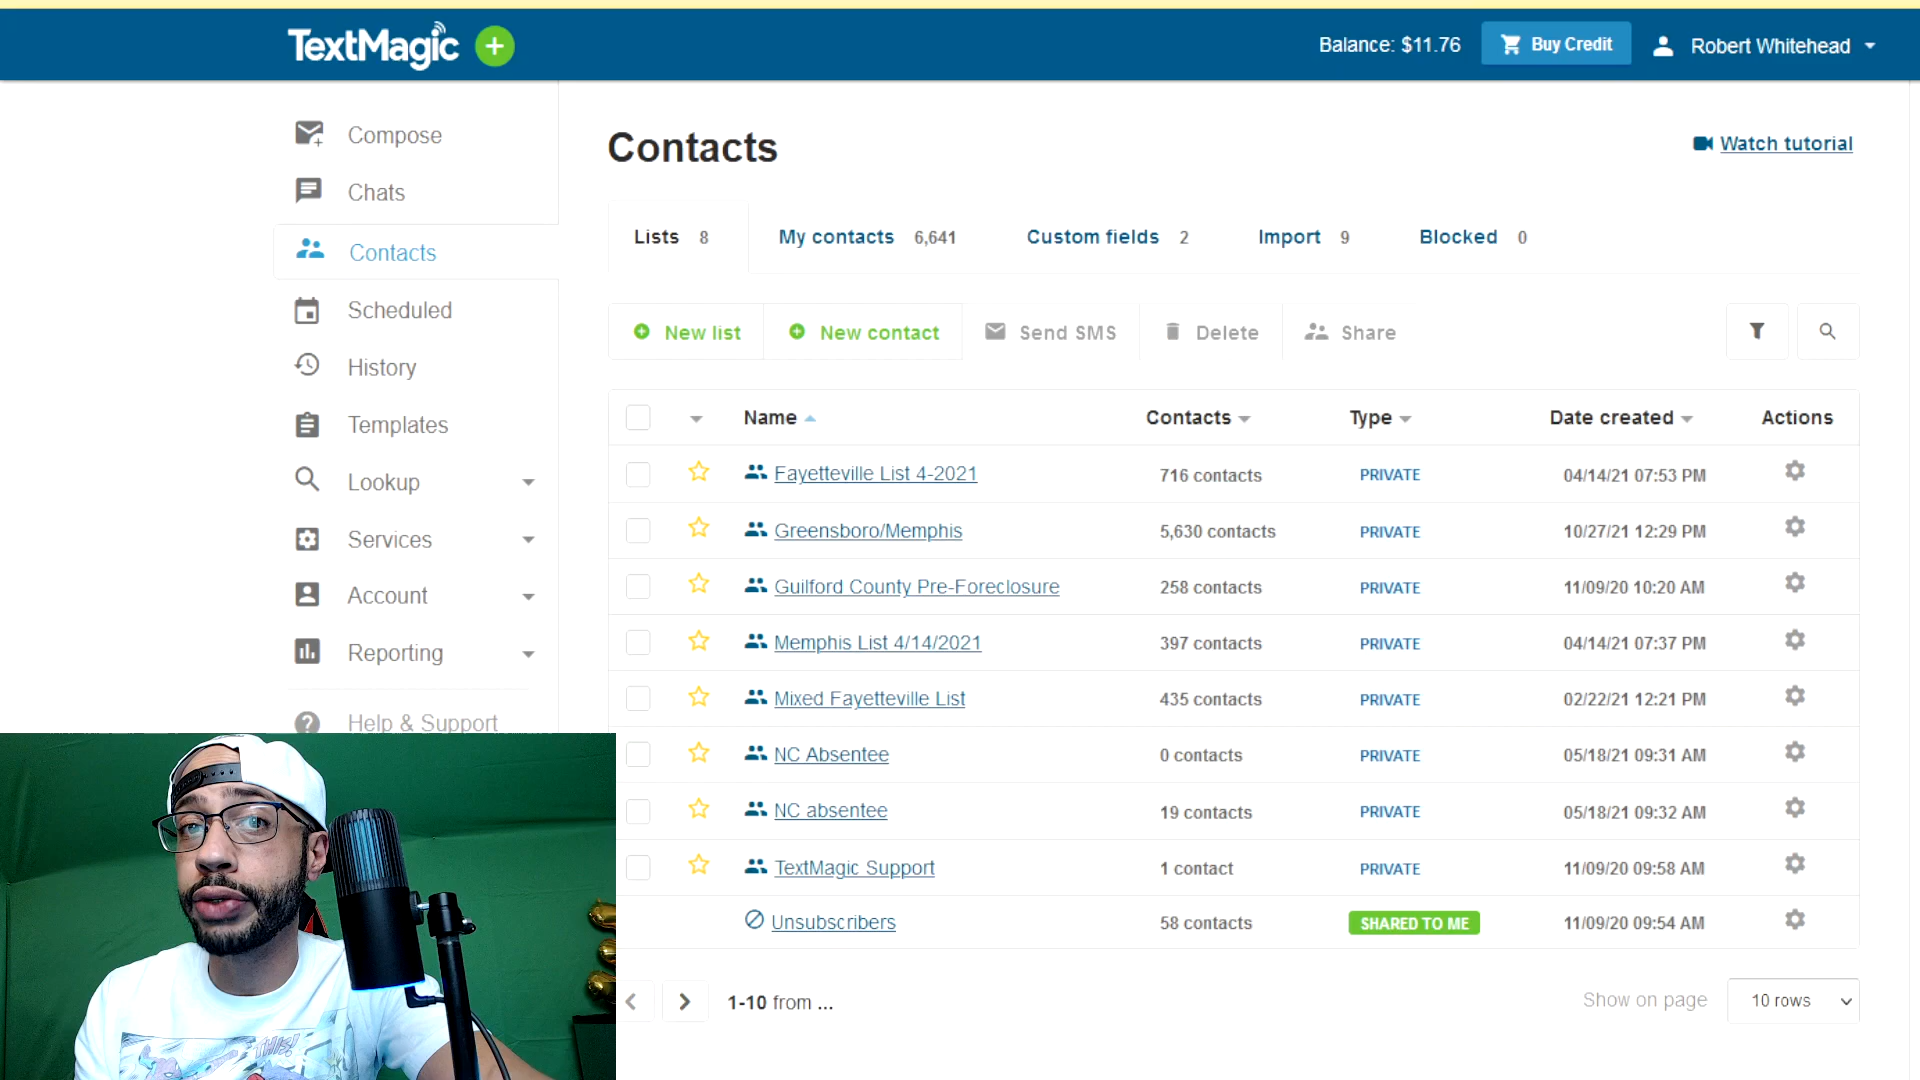 TextMagic
Balance: $11.76
Buy Credit
Robert Whitehead
Compose
Chats
Contacts
Scheduled
History
Templates
Lookup
Services
Account
Reporting
Help & Support
Contacts
Watch tutorial
Lists 8
My contacts 6,641
Custom fields 2
Import 9
Blocked 0
New list
New contact
Send SMS
Delete
Share
Name Contacts Type Date created Actions
Fayetteville List 4-2021 716 contacts PRIVATE 04/14/21 07:53 PM
Greensboro/Memphis 5,630 contacts PRIVATE 10/27/21 12:29 PM
Guilford County Pre-Foreclosure 258 contacts PRIVATE 11/09/20 10:20 AM
Memphis List 4/14/2021 397 contacts PRIVATE 04/14/21 07:37 PM
Mixed Fayetteville List 435 contacts PRIVATE 02/22/21 12:21 PM
NC Absentee 0 contacts PRIVATE 05/18/21 09:31 AM
NC absentee 19 contacts PRIVATE 05/18/21 09:32 AM
TextMagic Support 1 contact PRIVATE 11/09/20 09:58 AM
Unsubscribers 58 contacts SHARED TO ME 11/09/20 09:54 AM
1-10 from ...
Show on page 10 rows
THIS!